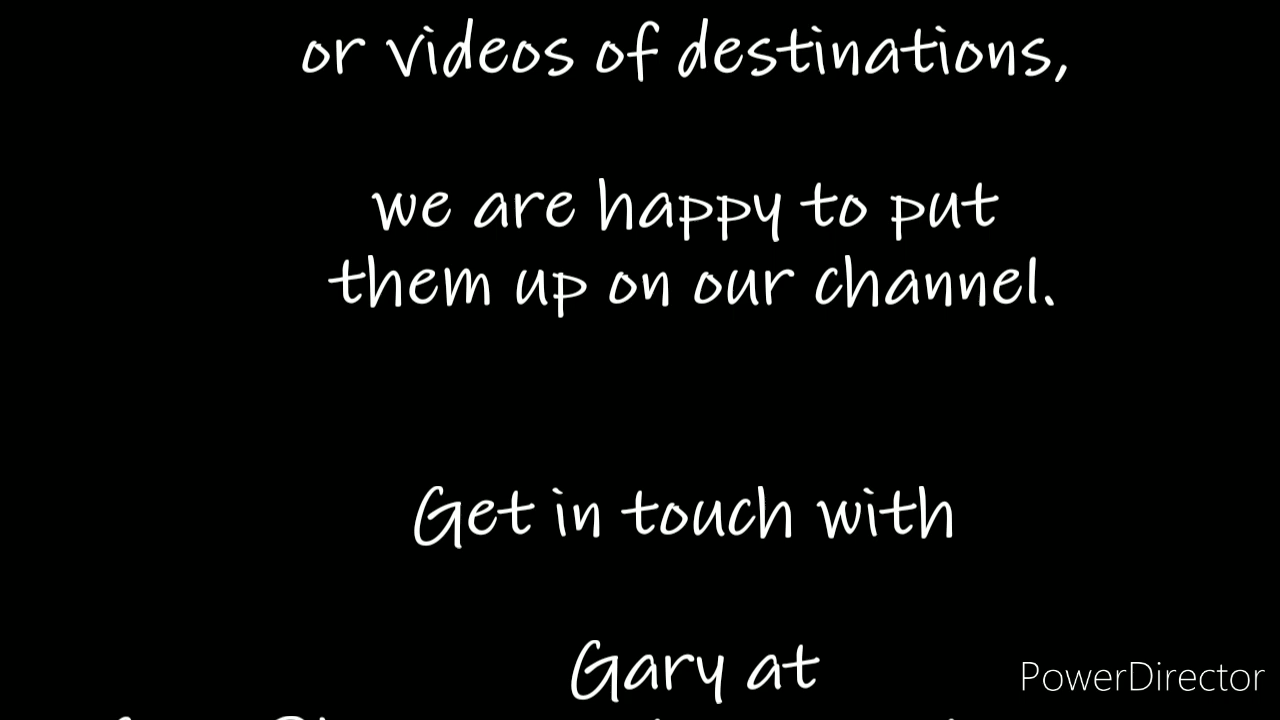 or videos of destinations,
we are happy to put
them up on our channel.
Get in touch with
Gary at
PowerDirector